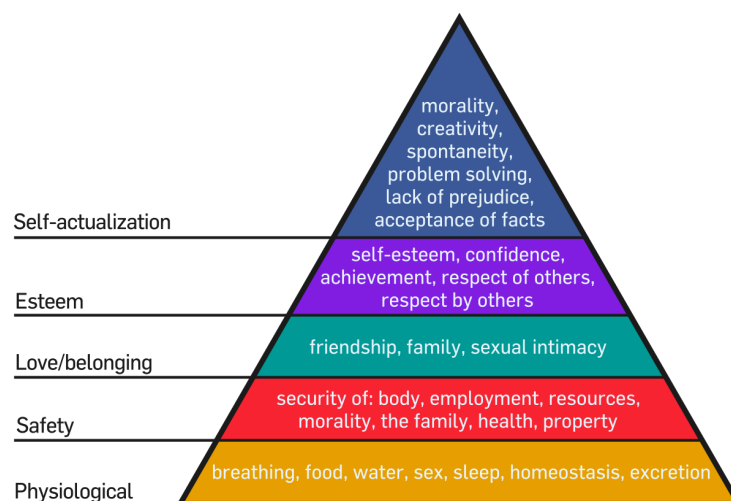 morality,
creativity,
spontaneity,
problem solving,
lack of prejudice,
acceptance of facts
Self-actualization
self-esteem, confidence,
achievement, respect of others,
respect by others
Esteem
friendship, family, sexual intimacy
Love/belonging
security of: body, employment, resources,
morality, the family, health, property
Safety
breathing, food, water, sex, sleep, homeostasis, excretion
Physiological